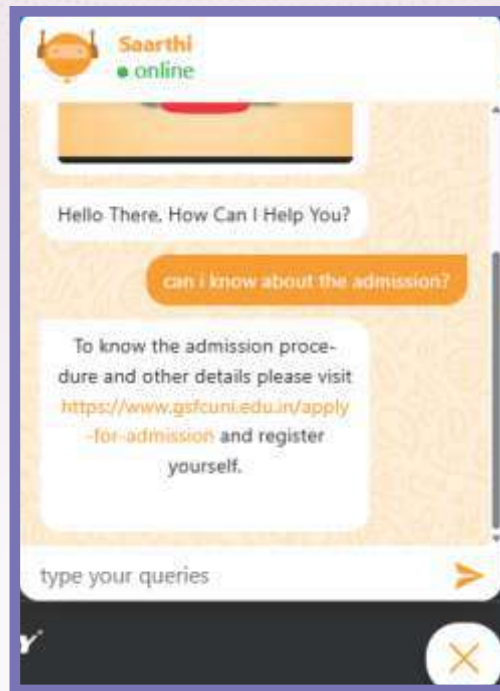 Saarthi
online
Hello There, How Can I Help You?
can i know about the admission?
To know the admission proce-
dure and other details please visit
https://www.gsfcuni.edu.in/apply
-for-admission and register
yourself.
type your queries